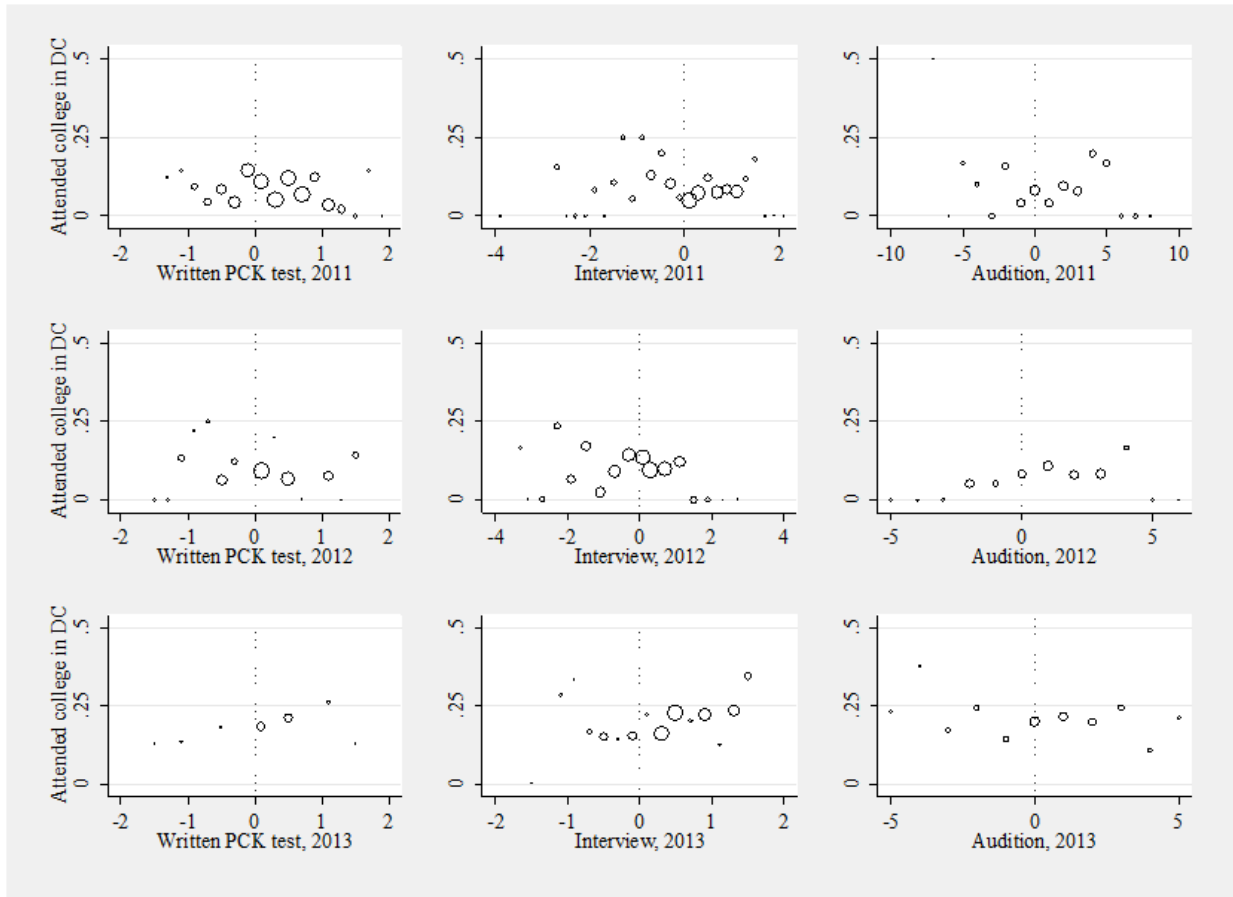 Attended college in DC
.5
.25
0
-2 -1 0 1 2
Written PCK test, 2011
.5
.25
0
-4 -2 0 2
Interview, 2011
.5
.25
0
-10 -5 0 5 10
Audition, 2011
Attended college in DC
.5
.25
0
-2 -1 0 1 2
Written PCK test, 2012
.5
.25
0
-4 -2 0 2 4
Interview, 2012
.5
.25
0
-5 0 5
Audition, 2012
Attended college in DC
.5
.25
0
-2 -1 0 1 2
Written PCK test, 2013
.5
.25
0
-2 -1 0 1 2
Interview, 2013
.5
.25
0
-5 0 5
Audition, 2013